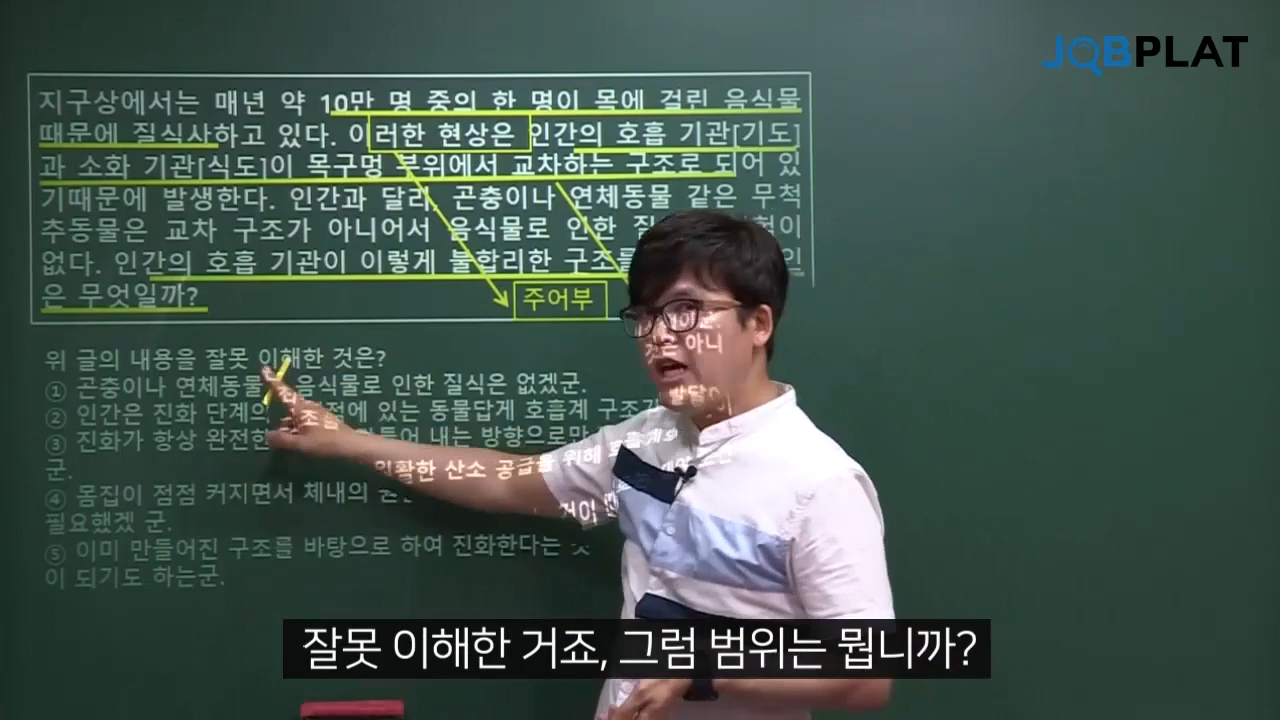 JOBPLAT
지구상에서는 매년 약 10만 명 중의 한 명이 목에 걸린 음식물
때문에 질식사하고 있다. 이러한 현상은 인간의 호흡 기관[기도]
과 소화 기관[식도]이 목구멍 부위에서 교차하는 구조로 되어 있
기때문에 발생한다. 인간과 달리, 곤충이나 연체동물 같은 무척
추동물은 교차 구조가 아니어서 음식물로 인한
없다. 인간의 호흡 기관이 이렇게 불합리한 구조를
은 무엇일까?
주어부
위 글의 내용을 잘못 이해한 것은?
① 곤충이나 연체동물 음식물로 인한 질식은 없겠군.
② 인간은 진화 단계의 에 있는 동물답게 호흡계 구조가
③ 진화가 항상 완전한 내는 방향으로만
군.
④ 몸집이 점점 커지면서 체내의
필요했겠 군.
⑤ 이미 만들어진 구조를 바탕으로 하여 진화한다는
이 되기도 하는군.
아니
산소 공급을 위해
잘못 이해한 거죠, 그럼 범위는 뭡니까?